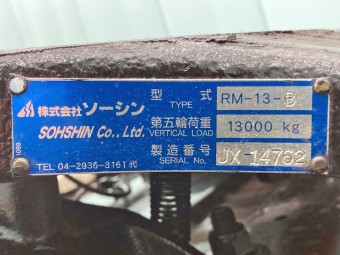 株式会社 ソーシン
SOHSHIN Co., Ltd.
TEL 04-2936-3161 代
型 式 RM-13-B
TYPE
第五輪荷重 13000 kg
VERTICAL LOAD
製造番号 JX-14762
SERIAL No.